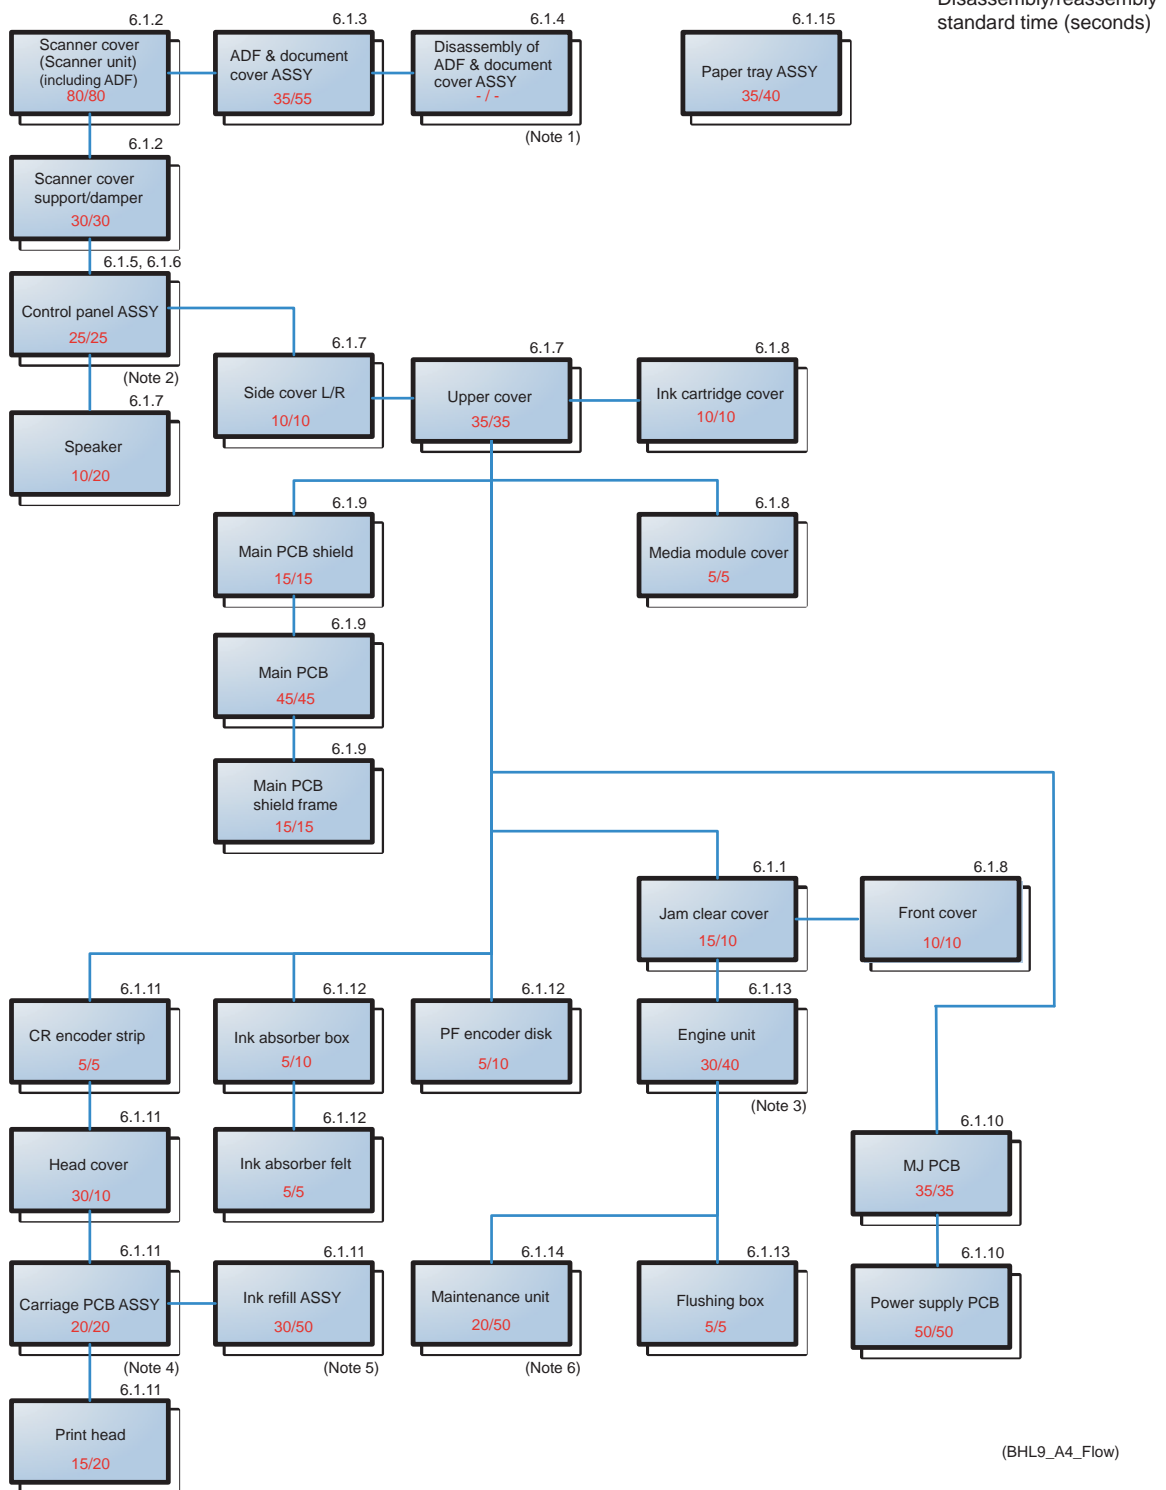 Disassembly/reassembly
standard time (seconds)
6.1.2
Scanner cover
(Scanner unit)
(including ADF)
80/80
6.1.3
ADF & document
cover ASSY
35/55
6.1.4
Disassembly of
ADF & document
cover ASSY
- / -
(Note 1)
6.1.15
Paper tray ASSY
35/40
6.1.2
Scanner cover
support/damper
30/30
6.1.5, 6.1.6
Control panel ASSY
25/25
(Note 2)
6.1.7
Side cover L/R
10/10
6.1.7
Upper cover
35/35
6.1.8
Ink cartridge cover
10/10
6.1.7
Speaker
10/20
6.1.9
Main PCB shield
15/15
6.1.8
Media module cover
5/5
6.1.9
Main PCB
45/45
6.1.9
Main PCB
shield frame
15/15
6.1.1
Jam clear cover
15/10
6.1.8
Front cover
10/10
6.1.11
CR encoder strip
5/5
6.1.12
Ink absorber box
5/10
6.1.12
PF encoder disk
5/10
6.1.13
Engine unit
30/40
(Note 3)
6.1.11
Head cover
30/10
6.1.12
Ink absorber felt
5/5
6.1.10
MJ PCB
35/35
6.1.11
Carriage PCB ASSY
20/20
(Note 4)
6.1.11
Ink refill ASSY
30/50
(Note 5)
6.1.14
Maintenance unit
20/50
(Note 6)
6.1.13
Flushing box
5/5
6.1.10
Power supply PCB
50/50
6.1.11
Print head
15/20
(BHL9_A4_Flow)